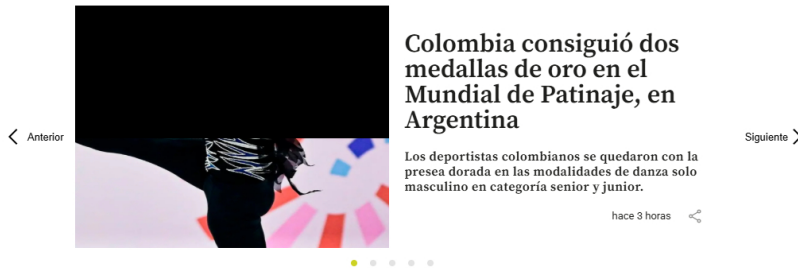 Colombia consiguió dos
medallas de oro en el
Mundial de Patinaje, en
Argentina
Anterior
Siguiente
Los deportistas colombianos se quedaron con la
presea dorada en las modalidades de danza solo
masculino en categoría senior y junior.
hace 3 horas